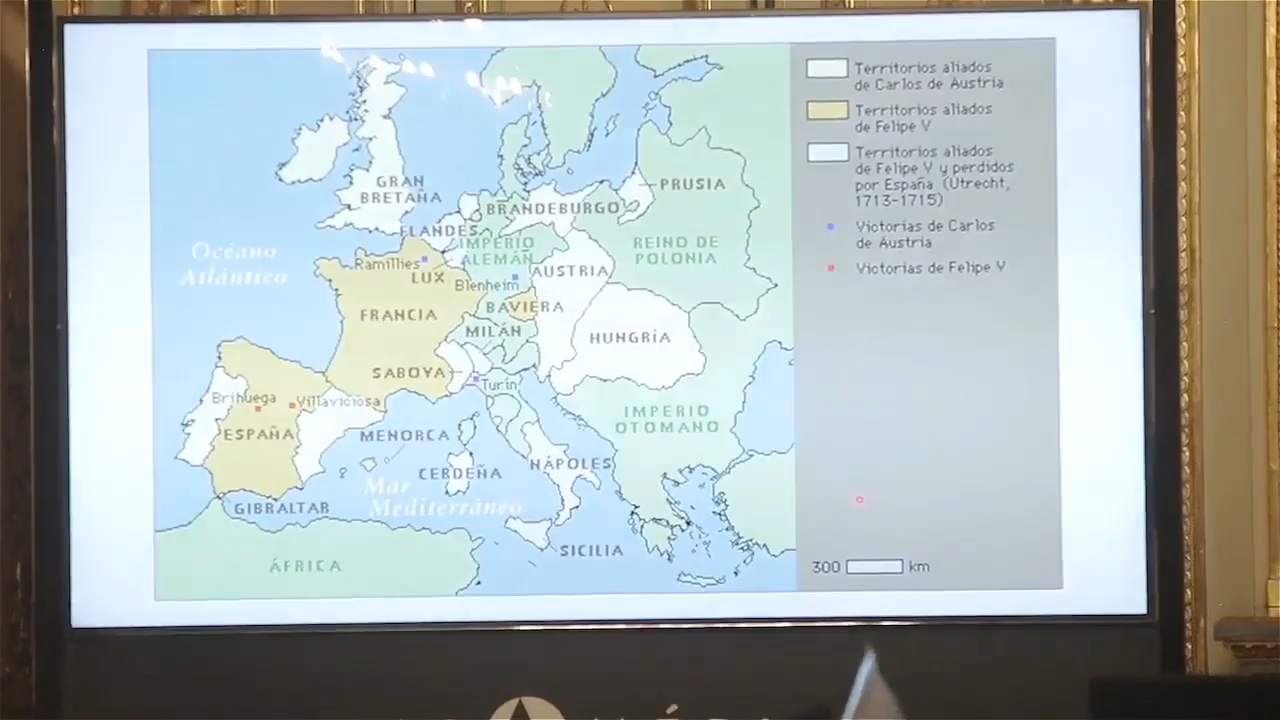 Territorios aliados
de Carlos de Austria
Territorios aliados
de Felipe V
Territorios aliados
de Felipe V y perdidos
por España (Utrecht,
1713-1715)
Victorias de Carlos
de Austria
Victorias de Felipe V
300 km
GRAN
BRETAÑA
PRUSIA
BRANDEBURGO
FLANDES
IMPERIO
ALEMÁN
REINO DE
POLONIA
Océano
Atlántico
Ramillies
LUX
Blenheim
AUSTRIA
BAVIERA
FRANCIA
MILÁN
HUNGRÍA
SABOYA
Turín
Brihuega
Villaviciosa
IMPERIO
OTOMANO
ESPAÑA
MENORCA
CERDEÑA
NÁPOLES
Mar
Mediterráneo
GIBRALTAR
SICILIA
ÁFRICA